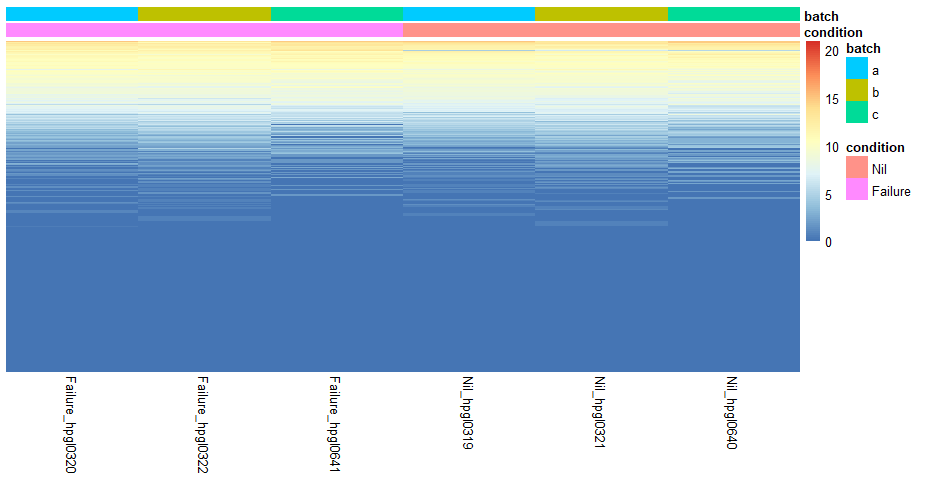 batch
condition
batch
a
b
c
condition
Nil
Failure
20
15
10
5
0
Failure_hpgl0320
Failure_hpgl0322
Failure_hpgl0641
Nil_hpgl0319
Nil_hpgl0321
Nil_hpgl0640